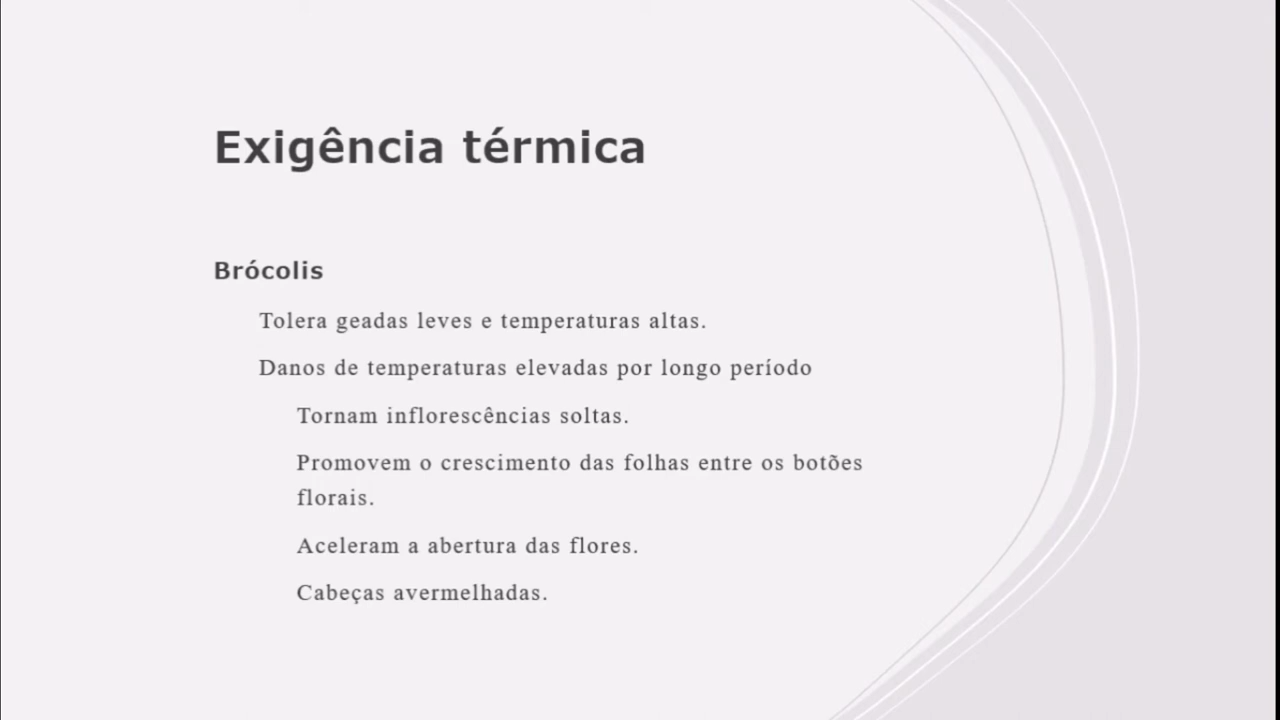 Exigência térmica
Brócolis
Tolera geadas leves e temperaturas altas.
Danos de temperaturas elevadas por longo período
Tornam inflorescências soltas.
Promovem o crescimento das folhas entre os botões
florais.
Aceleram a abertura das flores.
Cabeças avermelhadas.